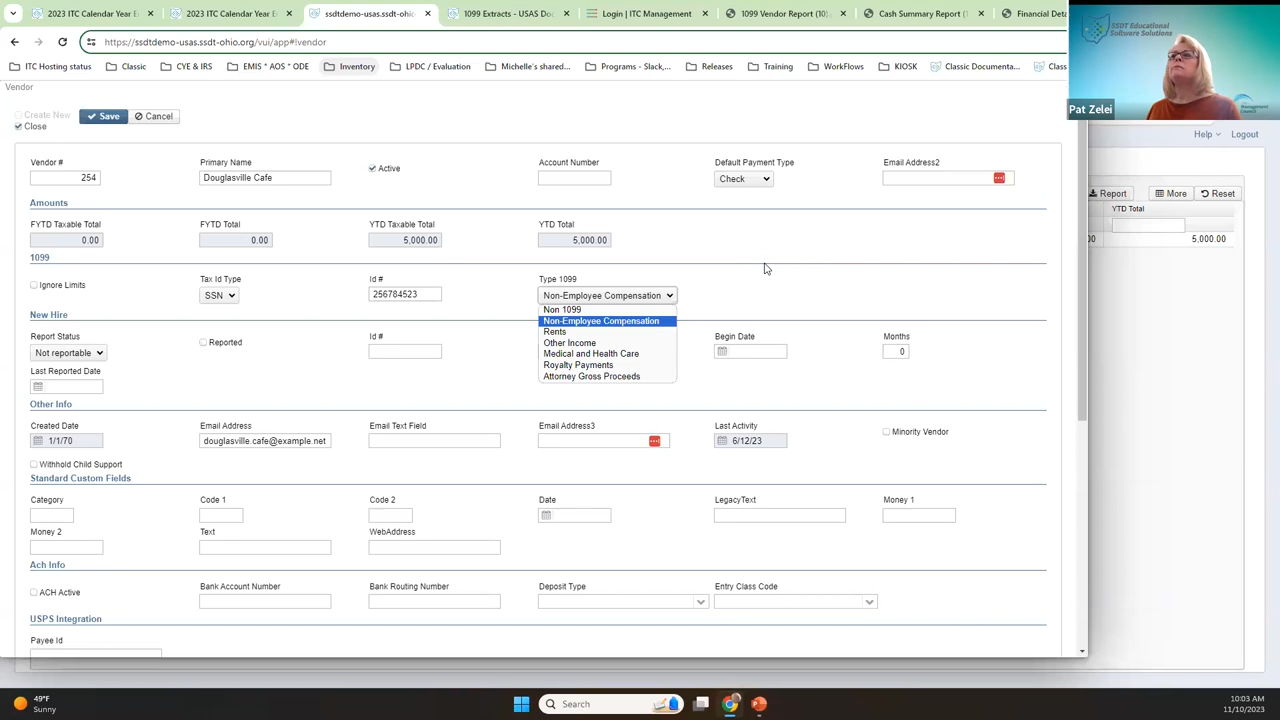 2023 ITC Calendar Year E
2023 ITC Calendar Year E
ssdtdemo-usas.ssdt-ohio
1099 Extracts - USAS Do
Login | ITC Management
1099 Vendor Report (10)
Cash Summary Report (1
Financial Det
https://ssdtdemo-usas.ssdt-ohio.org/vui/app#!vendor
ITC Hosting status
Classic
CYE & IRS
EMIS * AOS * ODE
Inventory
LPDC / Evaluation
Michelle's shared...
Programs - Slack,...
Releases
Training
WorkFlows
KIOSK
Classic Documenta...
SSDT Educational
Software Solutions
Management
Council
Pat Zelei
Vendor
Create New
Save
Cancel
Close
Help
Logout
Vendor #
Primary Name
Active
Account Number
Default Payment Type
Email Address2
254
Douglasville Cafe
Check
Report
More
Reset
Amounts
YTD Total
FYTD Taxable Total
FYTD Total
YTD Taxable Total
YTD Total
0.00
0.00
5,000.00
5,000.00
00
5,000.00
1099
Ignore Limits
Tax Id Type
Id #
Type 1099
SSN
256784523
Non-Employee Compensation
Non 1099
Non-Employee Compensation
Rents
Other Income
Medical and Health Care
Royalty Payments
Attorney Gross Proceeds
New Hire
Report Status
Reported
Id #
Begin Date
Months
Not reportable
0
Last Reported Date
Other Info
Created Date
Email Address
Email Text Field
Email Address3
Last Activity
Minority Vendor
1/1/70
douglasville.cafe@example.net
6/12/23
Withhold Child Support
Standard Custom Fields
Category
Code 1
Code 2
Date
LegacyText
Money 1
Money 2
Text
WebAddress
Ach Info
ACH Active
Bank Account Number
Bank Routing Number
Deposit Type
Entry Class Code
USPS Integration
Payee Id
49°F
Sunny
Search
10:03 AM
11/10/2023